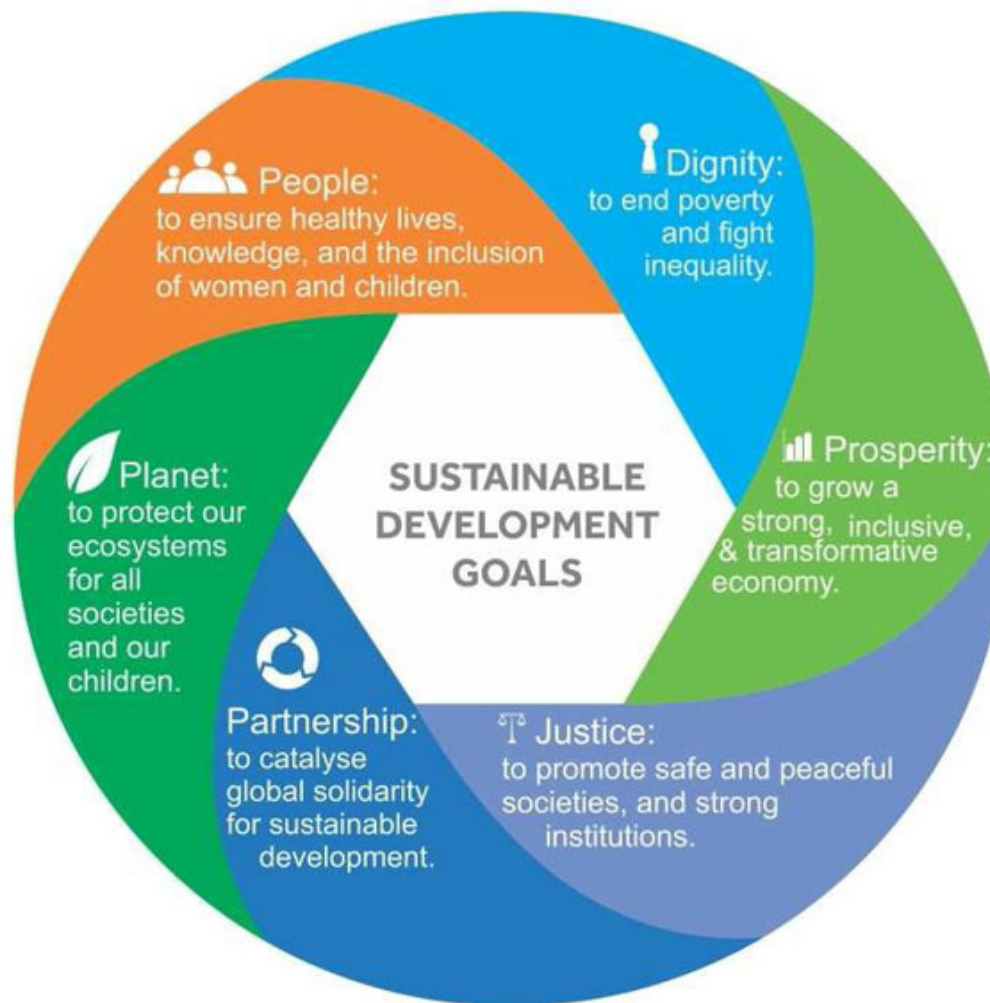 People:
to ensure healthy lives,
knowledge, and the inclusion
of women and children.
Dignity:
to end poverty
and fight
inequality.
Prosperity:
to grow a
strong, inclusive,
& transformative
economy.
Justice:
to promote safe and peaceful
societies, and strong
institutions.
Partnership:
to catalyse
global solidarity
for sustainable
development.
Planet:
to protect our
ecosystems
for all
societies
and our
children.
SUSTAINABLE
DEVELOPMENT
GOALS